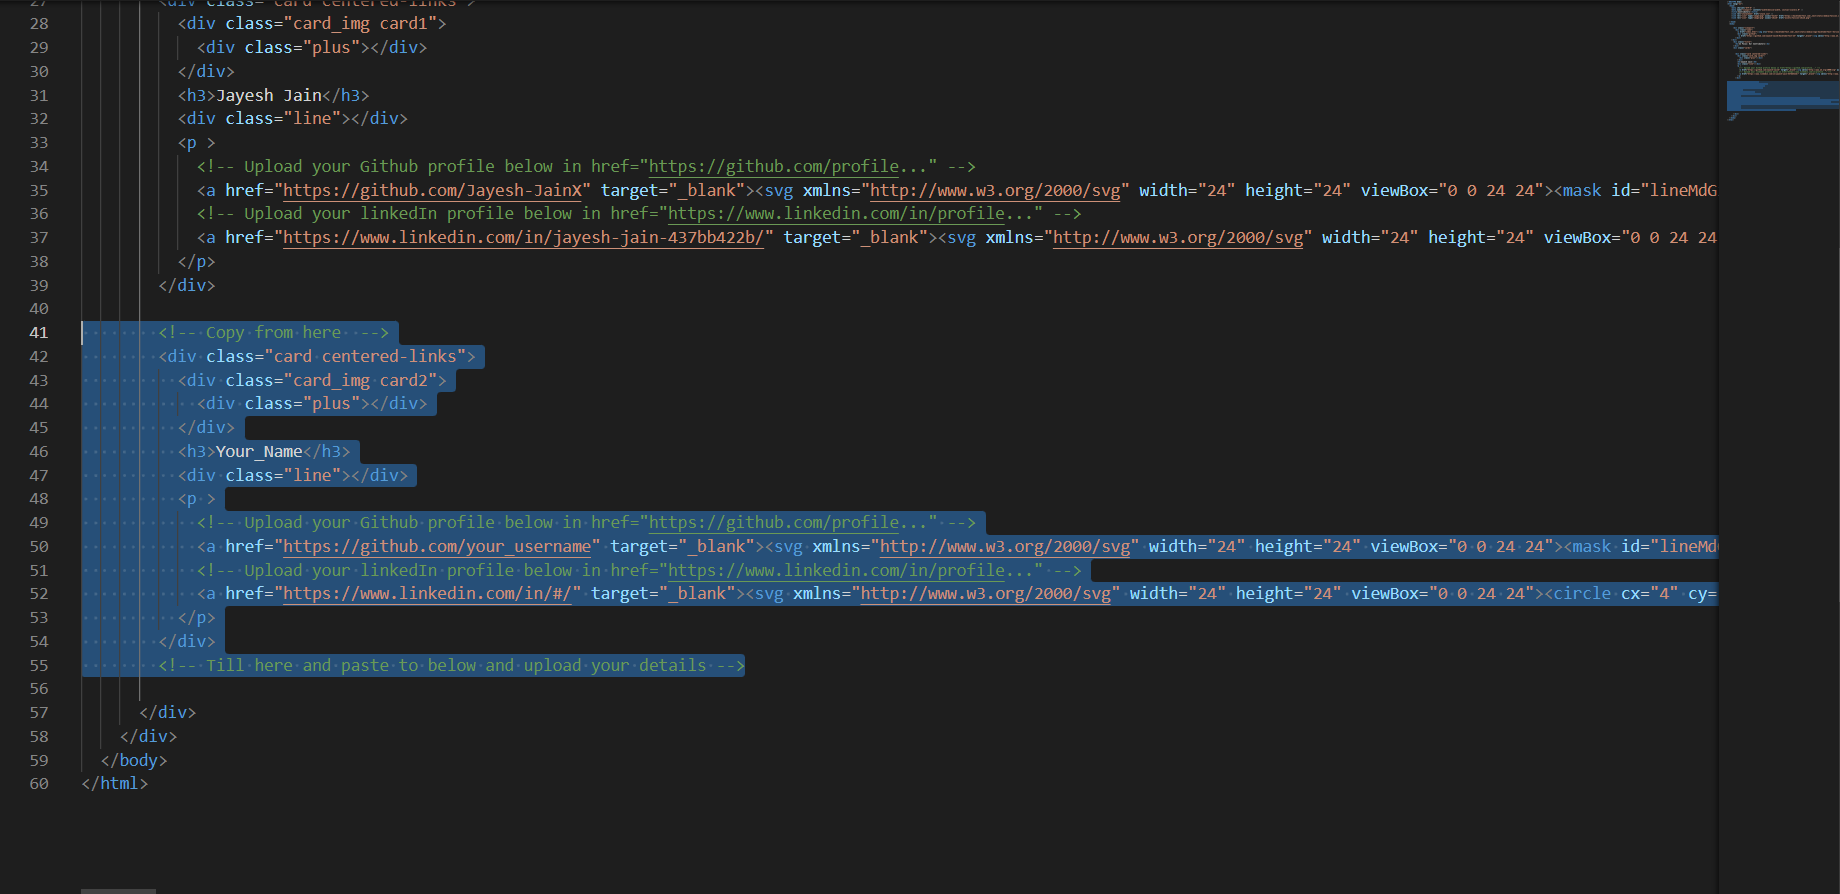 27 <div class="card centered-links">
28 <div class="card_img card1">
29 <div class="plus"></div>
30 </div>
31 <h3>Jayesh Jain</h3>
32 <div class="line"></div>
33 <p >
34 <!-- Upload your Github profile below in href="https://github.com/profile..." -->
35 <a href="https://github.com/Jayesh-JainX" target="_blank"><svg xmlns="http://www.w3.org/2000/svg" width="24" height="24" viewBox="0 0 24 24"><mask id="lineMdG
36 <!-- Upload your linkedIn profile below in href="https://www.linkedin.com/in/profile..." -->
37 <a href="https://www.linkedin.com/in/jayesh-jain-437bb422b/" target="_blank"><svg xmlns="http://www.w3.org/2000/svg" width="24" height="24" viewBox="0 0 24 24
38 </p>
39 </div>
40
41 <!-- Copy from here -->
42 <div class="card centered-links">
43 <div class="card_img card2">
44 <div class="plus"></div>
45 </div>
46 <h3>Your_Name</h3>
47 <div class="line"></div>
48 <p >
49 <!-- Upload your Github profile below in href="https://github.com/profile..." -->
50 <a href="https://github.com/your_username" target="_blank"><svg xmlns="http://www.w3.org/2000/svg" width="24" height="24" viewBox="0 0 24 24"><mask id="lineMd
51 <!-- Upload your linkedIn profile below in href="https://www.linkedin.com/in/profile..." -->
52 <a href="https://www.linkedin.com/in/#/" target="_blank"><svg xmlns="http://www.w3.org/2000/svg" width="24" height="24" viewBox="0 0 24 24"><circle cx="4" cy=
53 </p>
54 </div>
55 <!-- Till here and paste to below and upload your details -->
56
57 </div>
58 </div>
59 </body>
60 </html>